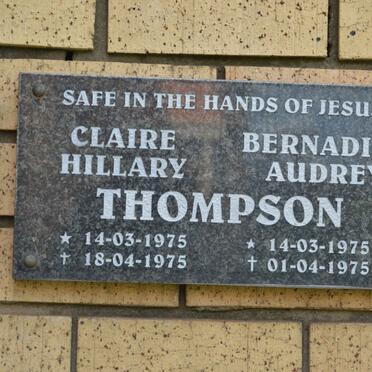 SAFE IN THE HANDS OF JESU
CLAIRE BERNADI
HILLARY AUDREY
THOMPSON
★ 14-03-1975 ★ 14-03-1975
† 18-04-1975 † 01-04-1975